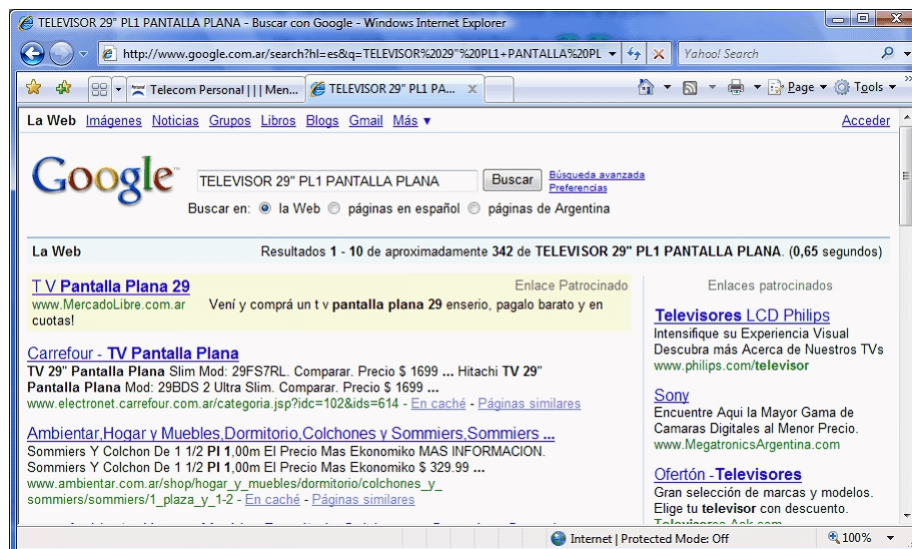 TELEVISOR 29" PL1 PANTALLA PLANA - Buscar con Google - Windows Internet Explorer
http://www.google.com.ar/search?hl=es&q=TELEVISOR%2029"%20PL1+PANTALLA%20PL
Yahoo! Search
Telecom Personal | | | Men...
TELEVISOR 29" PL1 PA...
Page
Tools
La Web Imágenes Noticias Grupos Libros Blogs Gmail Más
Acceder
Google
TELEVISOR 29" PL1 PANTALLA PLANA
Buscar
Búsqueda avanzada
Preferencias
Buscar en: la Web páginas en español páginas de Argentina
La Web
Resultados 1 - 10 de aproximadamente 342 de TELEVISOR 29" PL1 PANTALLA PLANA. (0,65 segundos)
T V Pantalla Plana 29
Enlace Patrocinado
www.MercadoLibre.com.ar Vení y comprá un t v pantalla plana 29 enserio, pagalo barato y en
cuotas!
Carrefour - TV Pantalla Plana
TV 29" Pantalla Plana Slim Mod: 29FS7RL. Comparar. Precio $ 1699 ... Hitachi TV 29"
Pantalla Plana Mod: 29BDS 2 Ultra Slim. Comparar. Precio $ 1699 ...
www.electronet.carrefour.com.ar/categoria.jsp?idc=102&ids=614 - En caché - Páginas similares
Ambientar,Hogar y Muebles,Dormitorio,Colchones y Sommiers,Sommiers ...
Sommiers Y Colchon De 1 1/2 Pl 1,00m El Precio Mas Ekonomiko MAS INFORMACION.
Sommiers Y Colchon De 1 1/2 Pl 1,00m El Precio Mas Ekonomiko $ 329.99 ...
www.ambientar.com.ar/shop/hogar_y_muebles/dormitorio/colchones_y_
sommiers/sommiers/1_plaza_y_1-2 - En caché - Páginas similares
Enlaces patrocinados
Televisores LCD Philips
Intensifique su Experiencia Visual
Descubra más Acerca de Nuestros TVs
www.philips.com/televisor
Sony
Encuentre Aqui la Mayor Gama de
Camaras Digitales al Menor Precio.
www.MegatronicsArgentina.com
Ofertón - Televisores
Gran selección de marcas y modelos.
Elige tu televisor con descuento.
Televisores.Ask.com
Internet | Protected Mode: Off
100%